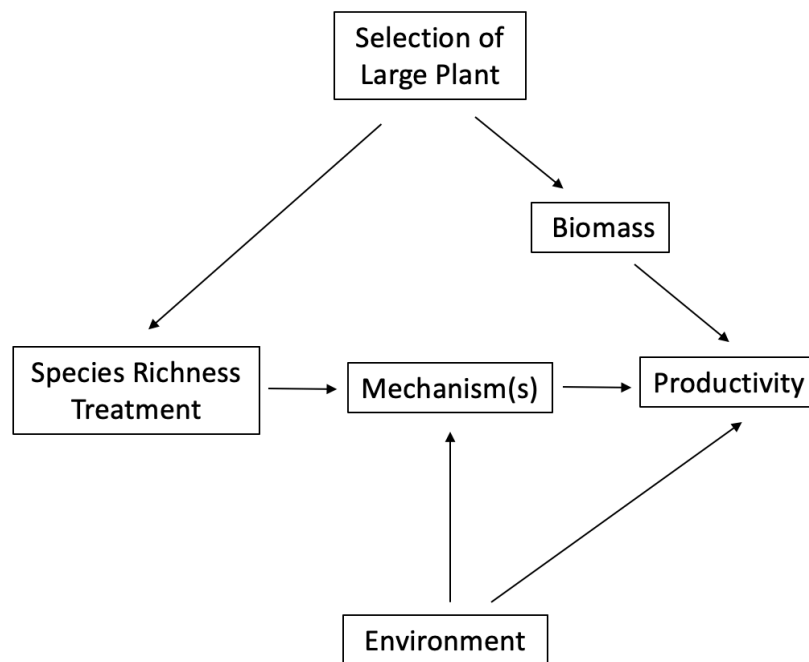 Selection of
Large Plant
Biomass
Species Richness
Treatment
Mechanism(s)
Productivity
Environment